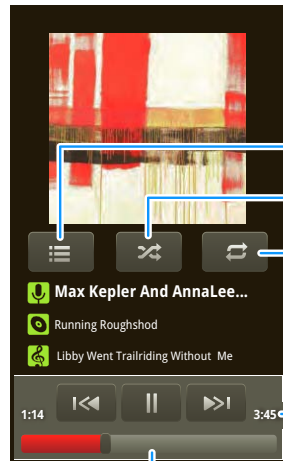 Max Kepler And AnnaLee...
Running Roughshod
Libby Went Trailriding Without Me
1:14
3:45